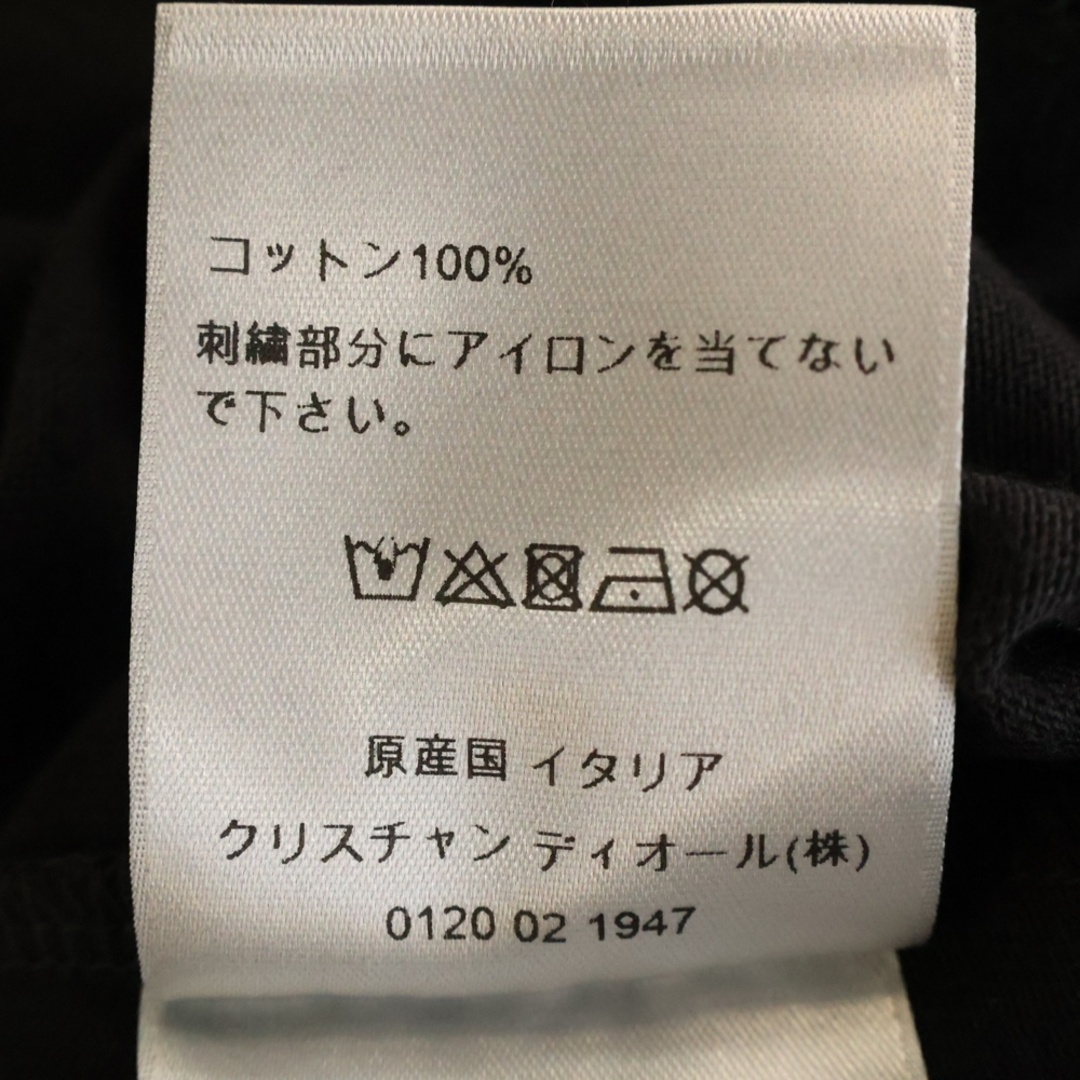 コットン100%
刺繍部分にアイロンを当てない
で下さい。
原産国 イタリア
クリスチャン ディオール(株)
0120 02 1947